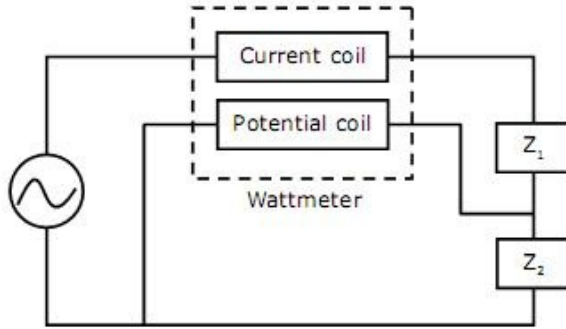 Current coil
Potential coil
Wattmeter
Z₁
Z₂